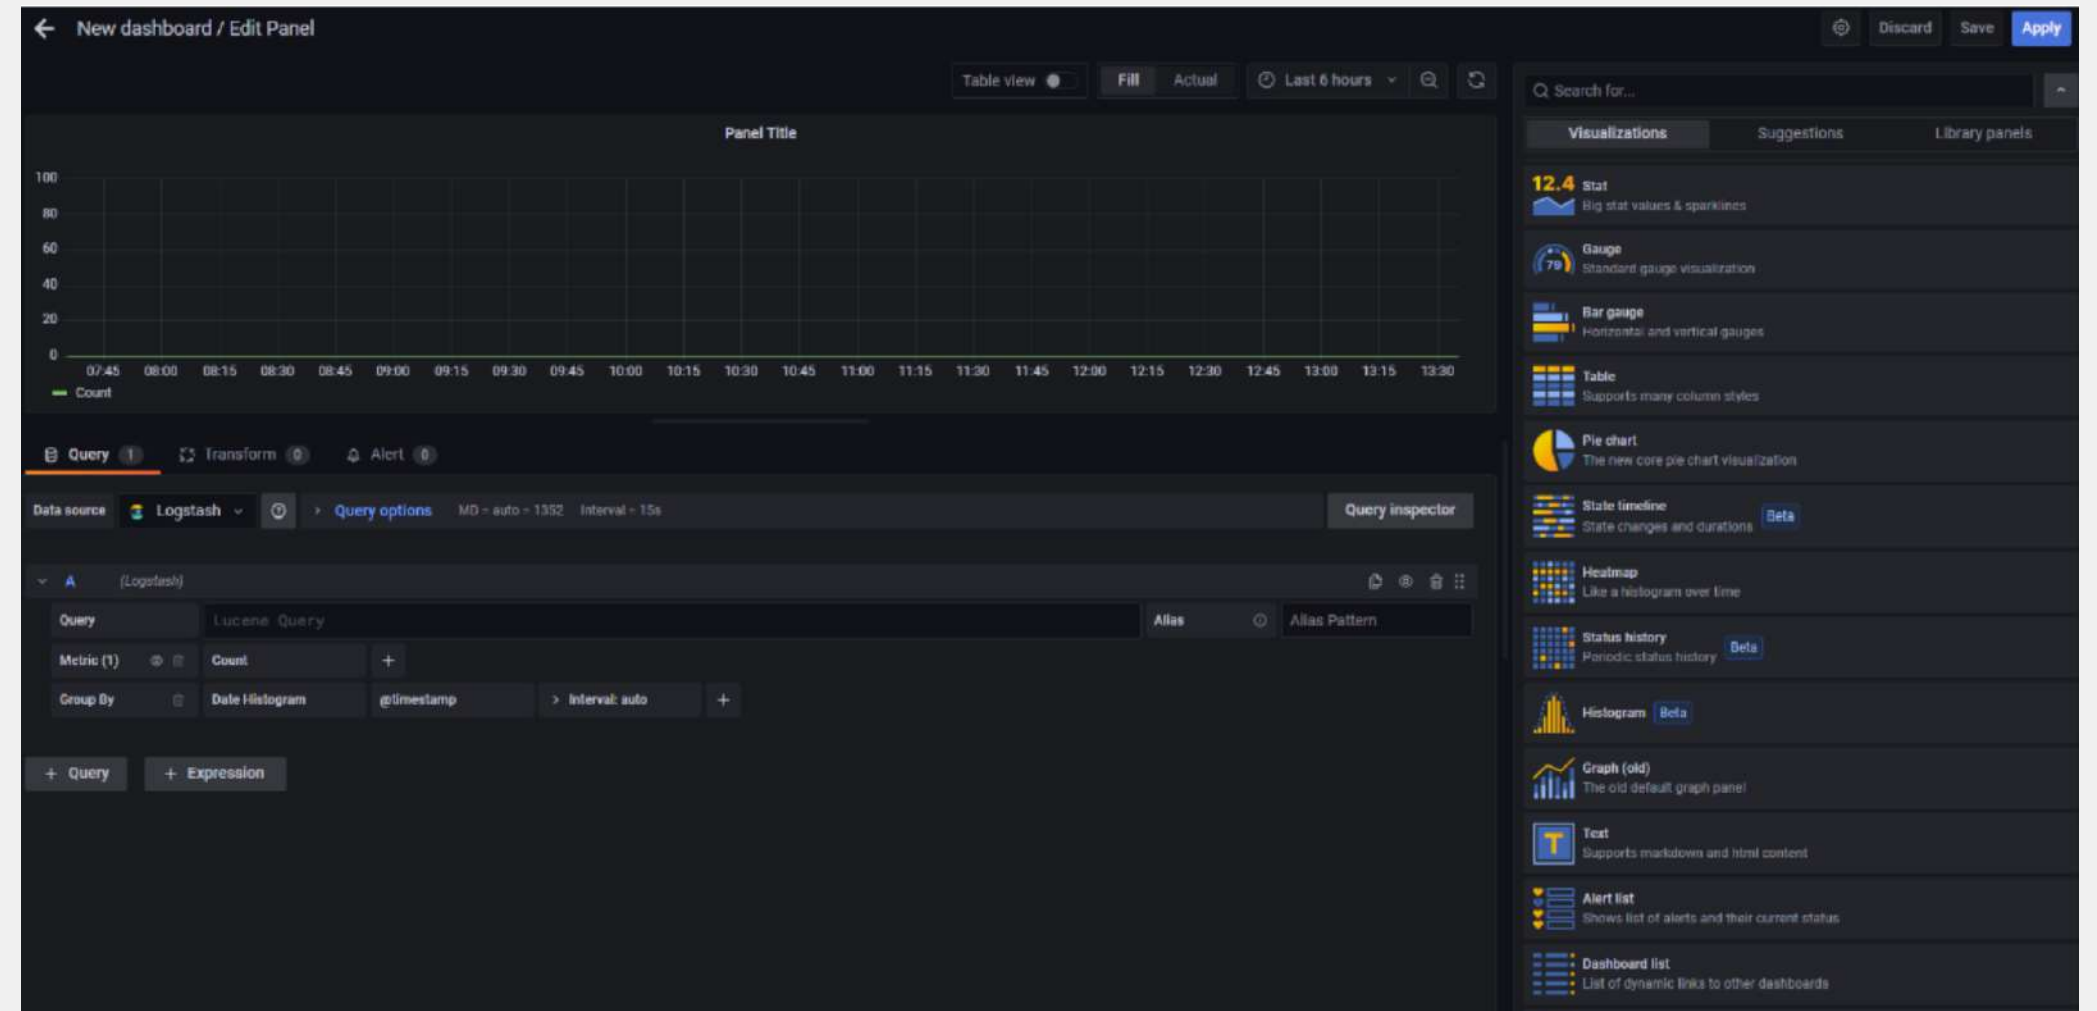 New dashboard / Edit Panel
Discard Save Apply
Table view Fill Actual Last 6 hours
Search for...
Panel Title
Visualizations Suggestions Library panels
100
80
60
40
20
0
07:45 08:00 08:15 08:30 08:45 09:00 09:15 09:30 09:45 10:00 10:15 10:30 10:45 11:00 11:15 11:30 11:45 12:00 12:15 12:30 12:45 13:00 13:15 13:30
Count
Query 1 Transform 0 Alert 0
Data source Logstash > Query options MD = auto = 1352 Interval = 15s Query inspector
A (Logstash)
Query Lucene Query Alias Alias Pattern
Metric (1) Count +
Group By Date Histogram @timestamp > Interval: auto +
+ Query + Expression
12.4 Stat
Big stat values & sparklines
79 Gauge
Standard gauge visualization
Bar gauge
Horizontal and vertical gauges
Table
Supports many column styles
Pie chart
The new core pie chart visualization
State timeline
State changes and durations Beta
Heatmap
Like a histogram over time
Status history
Periodic status history Beta
Histogram Beta
Graph (old)
The old default graph panel
T Text
Supports markdown and html content
Alert list
Shows list of alerts and their current status
Dashboard list
List of dynamic links to other dashboards